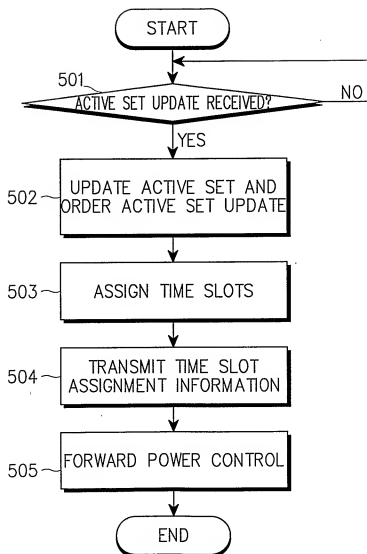 START
501
ACTIVE SET UPDATE RECEIVED?
NO
YES
502
UPDATE ACTIVE SET AND
ORDER ACTIVE SET UPDATE
503
ASSIGN TIME SLOTS
504
TRANSMIT TIME SLOT
ASSIGNMENT INFORMATION
505
FORWARD POWER CONTROL
END